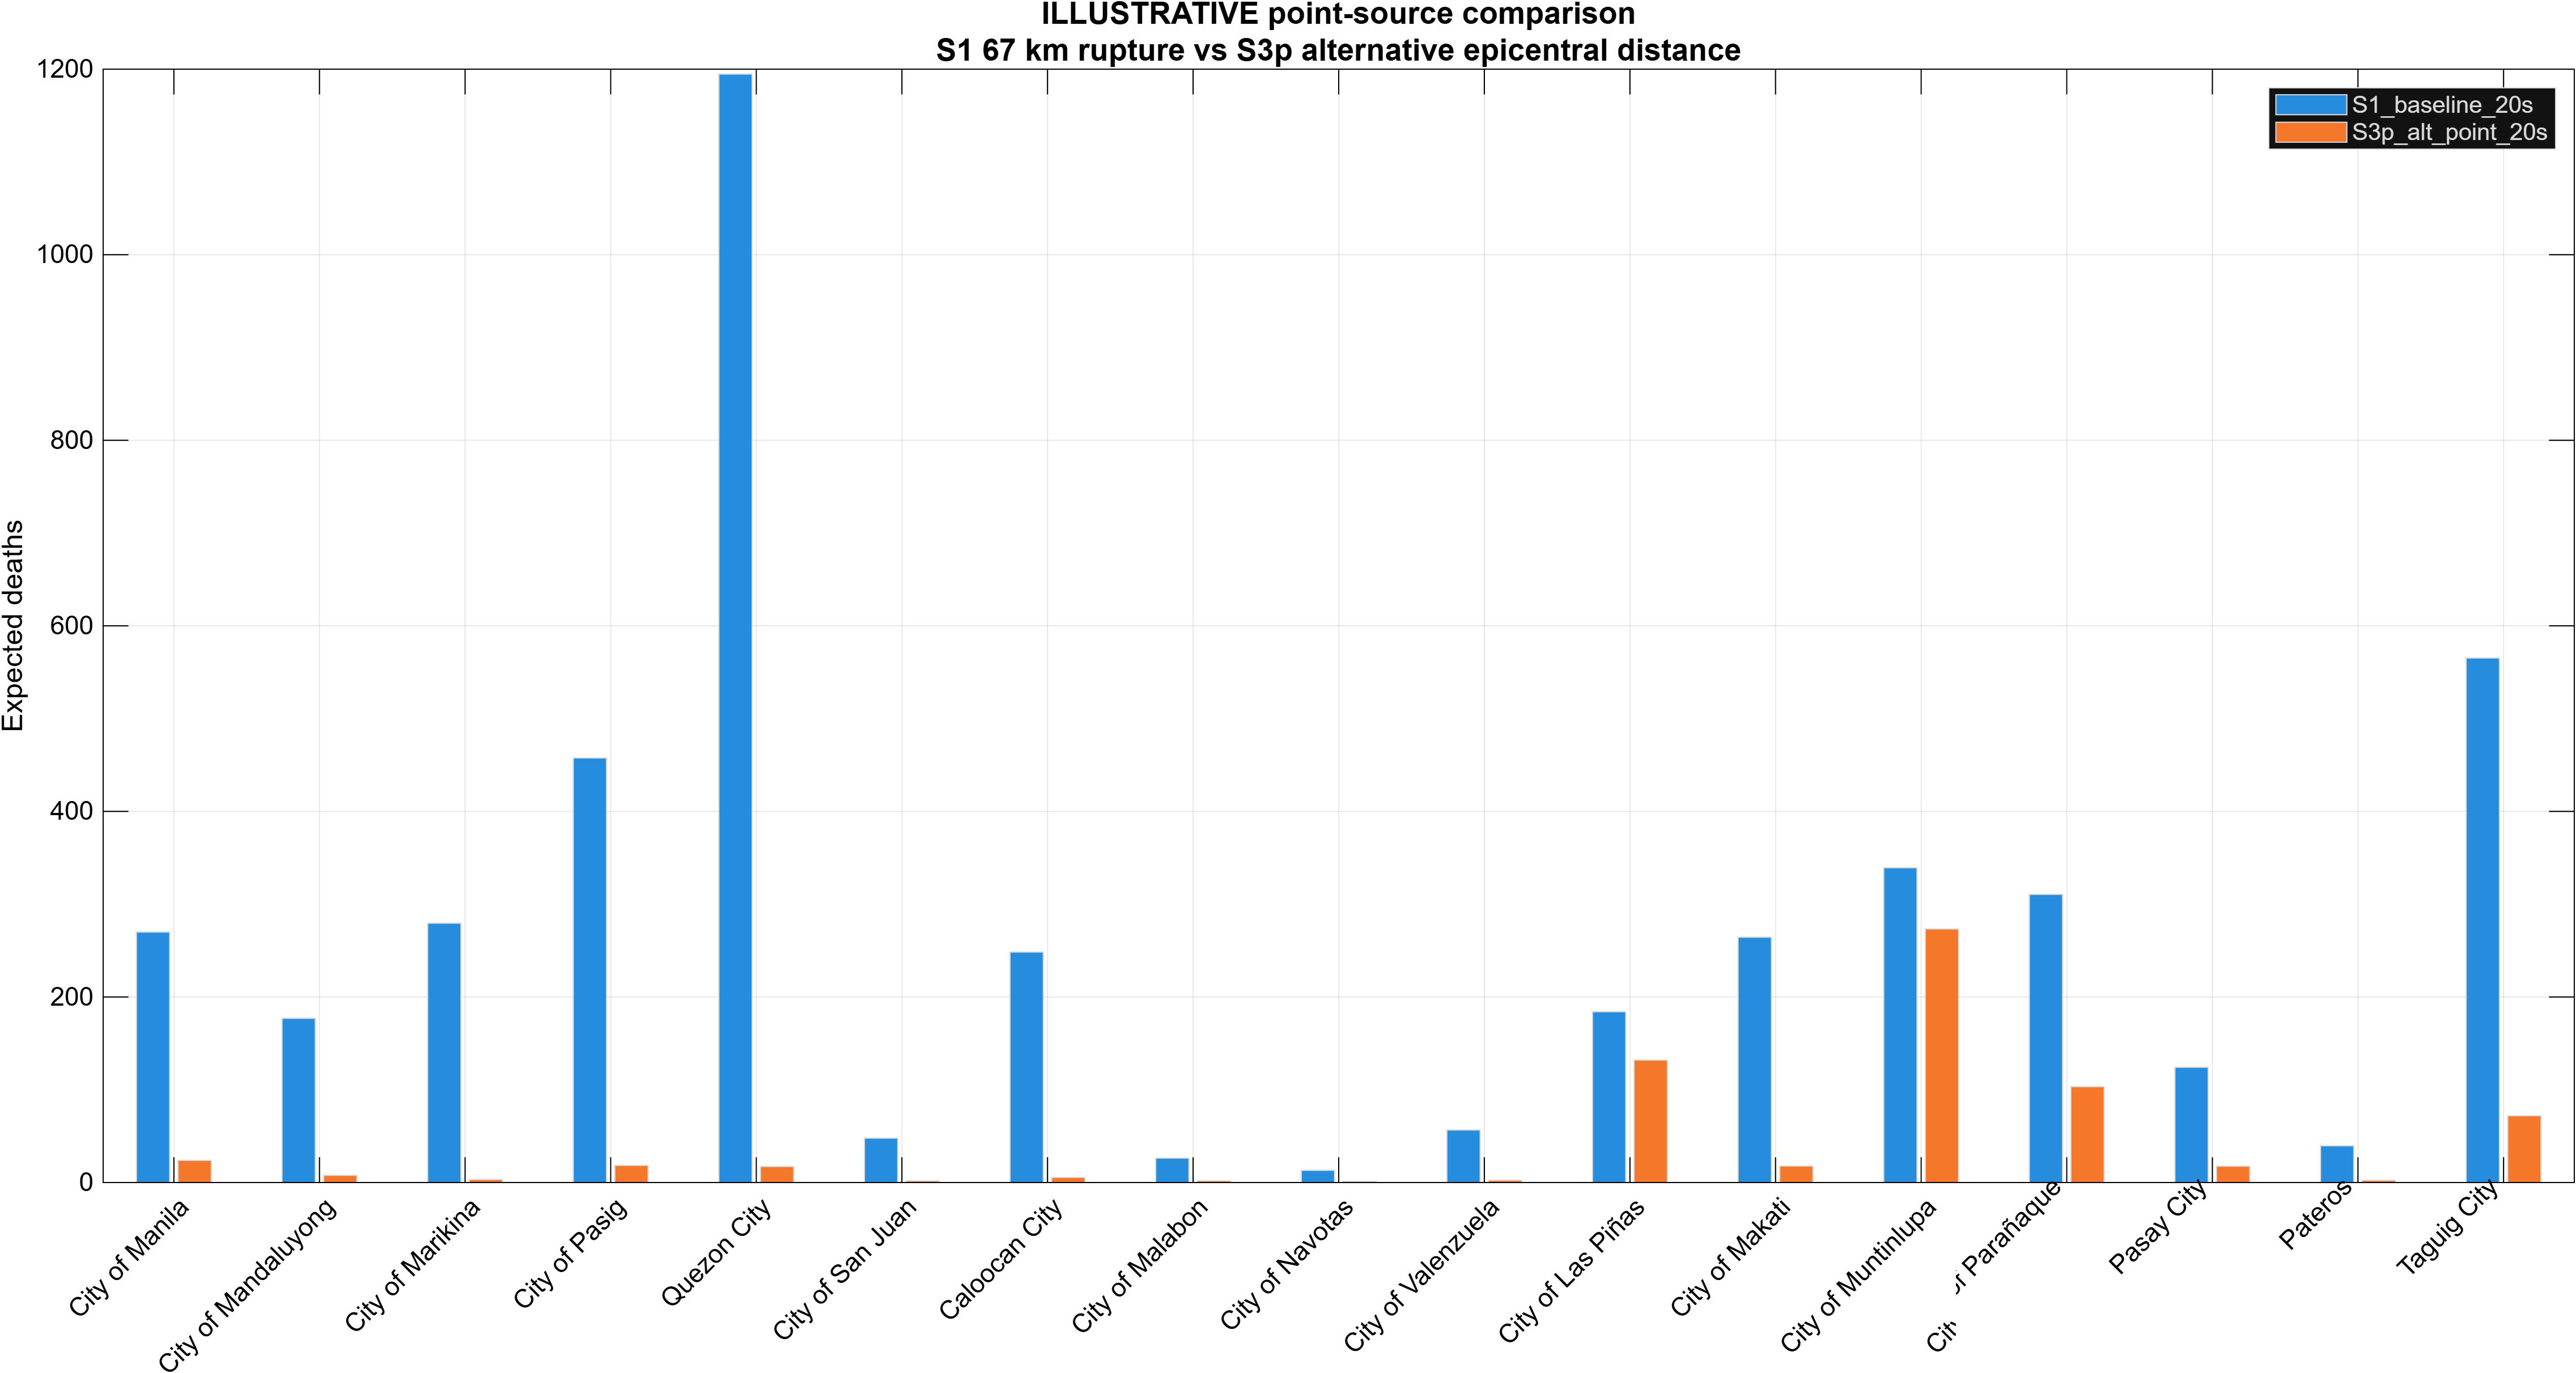 ILLUSTRATIVE point-source comparison
S1 67 km rupture vs S3p alternative epicentral distance
S1_baseline_20s
S3p_alt_point_20s
Expected deaths
1200
1000
800
600
400
200
0
City of Manila
City of Mandaluyong
City of Marikina
City of Pasig
Quezon City
City of San Juan
Caloocan City
City of Malabon
City of Navotas
City of Valenzuela
City of Las Piñas
City of Makati
City of Muntinlupa
Parañaque
Pasay City
Pateros
Taguig City